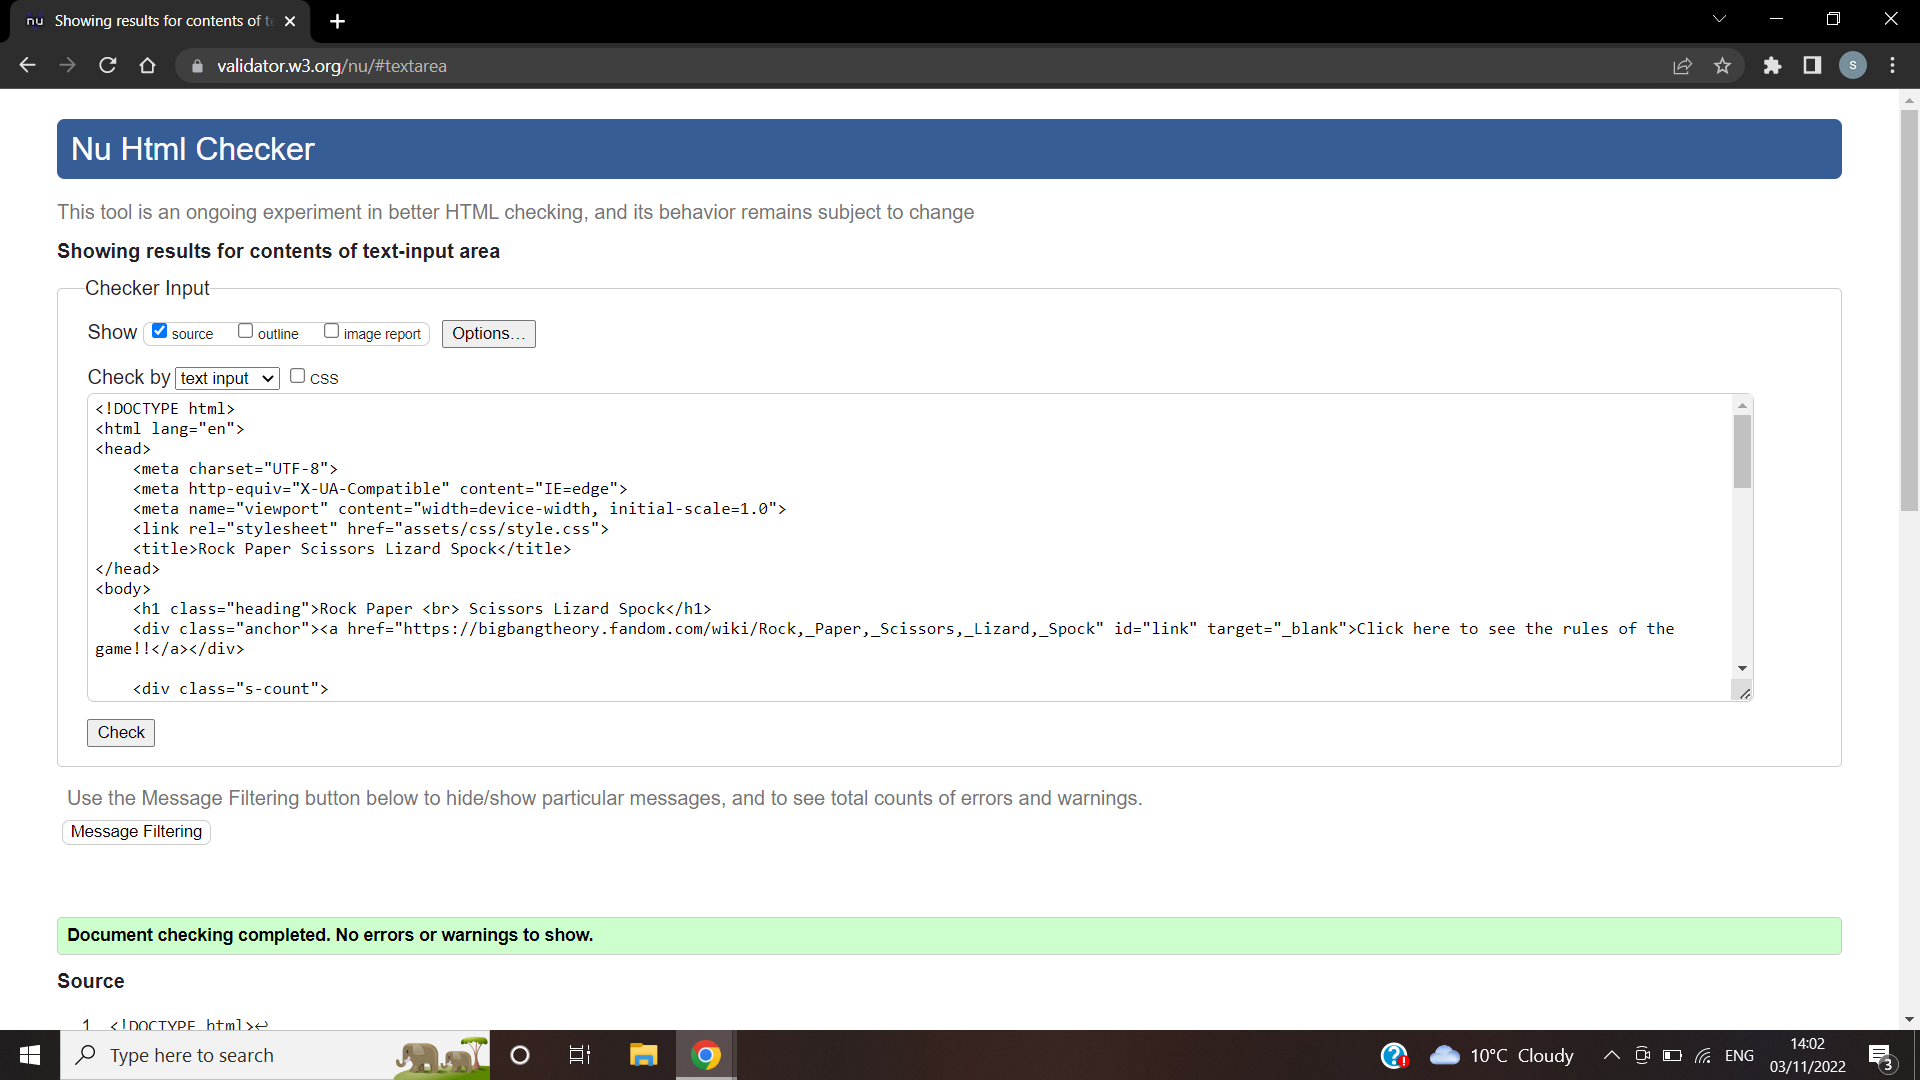 nu Showing results for contents of te
validator.w3.org/nu/#textarea
S
Nu Html Checker
This tool is an ongoing experiment in better HTML checking, and its behavior remains subject to change
Showing results for contents of text-input area
Checker Input
Show source outline image report Options…
Check by text input CSS
<!DOCTYPE html>
<html lang="en">
<head>
<meta charset="UTF-8">
<meta http-equiv="X-UA-Compatible" content="IE=edge">
<meta name="viewport" content="width=device-width, initial-scale=1.0">
<link rel="stylesheet" href="assets/css/style.css">
<title>Rock Paper Scissors Lizard Spock</title>
</head>
<body>
<h1 class="heading">Rock Paper <br> Scissors Lizard Spock</h1>
<div class="anchor"><a href="https://bigbangtheory.fandom.com/wiki/Rock,_Paper,_Scissors,_Lizard,_Spock" id="link" target="_blank">Click here to see the rules of the
game!!</a></div>
<div class="s-count">
Check
Use the Message Filtering button below to hide/show particular messages, and to see total counts of errors and warnings.
Message Filtering
Document checking completed. No errors or warnings to show.
Source
1 <!DOCTYPE html>↩
Type here to search
10°C Cloudy
ENG
14:02
03/11/2022
3